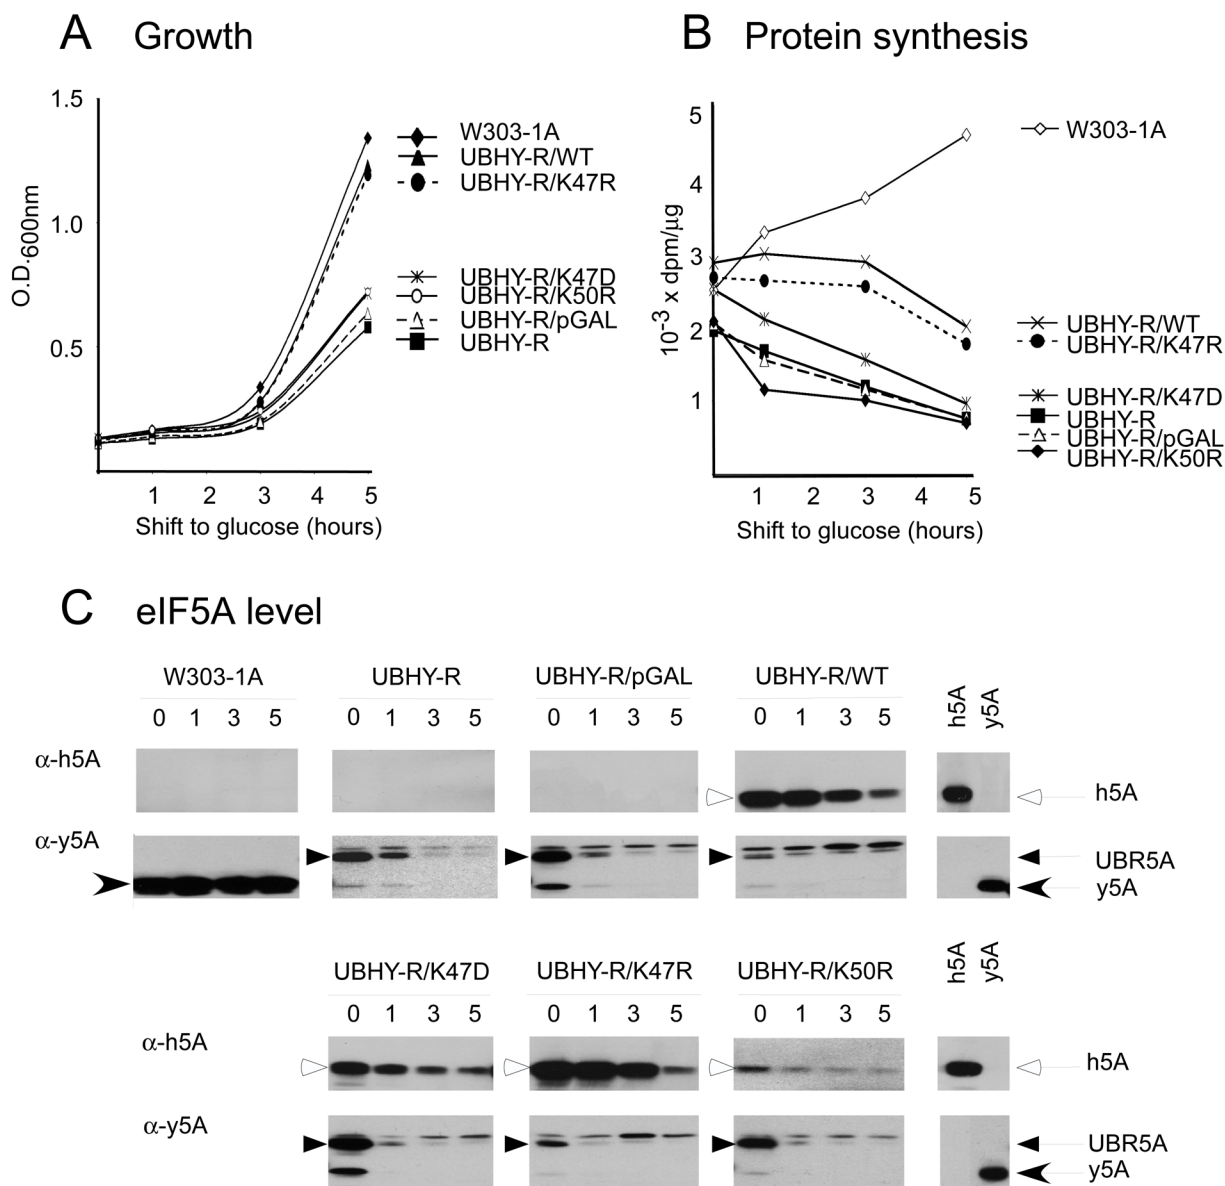 A Growth
1.5
1.0
0.5
O.D.600nm
1 2 3 4 5
Shift to glucose (hours)
W303-1A
UBHY-R/WT
UBHY-R/K47R
UBHY-R/K47D
UBHY-R/K50R
UBHY-R/pGAL
UBHY-R
B Protein synthesis
5
4
3
2
1
10-3 x dpm/µg
1 2 3 5
Shift to glucose (hours)
W303-1A
UBHY-R/WT
UBHY-R/K47R
UBHY-R/K47D
UBHY-R
UBHY-R/pGAL
UBHY-R/K50R
C eIF5A level
W303-1A UBHY-R UBHY-R/pGAL UBHY-R/WT h5A y5A
0 1 3 5 0 1 3 5 0 1 3 5 0 1 3 5
α-h5A h5A
α-y5A UBR5A
y5A
UBHY-R/K47D UBHY-R/K47R UBHY-R/K50R h5A y5A
0 1 3 5 0 1 3 5 0 1 3 5
α-h5A h5A
α-y5A UBR5A
y5A